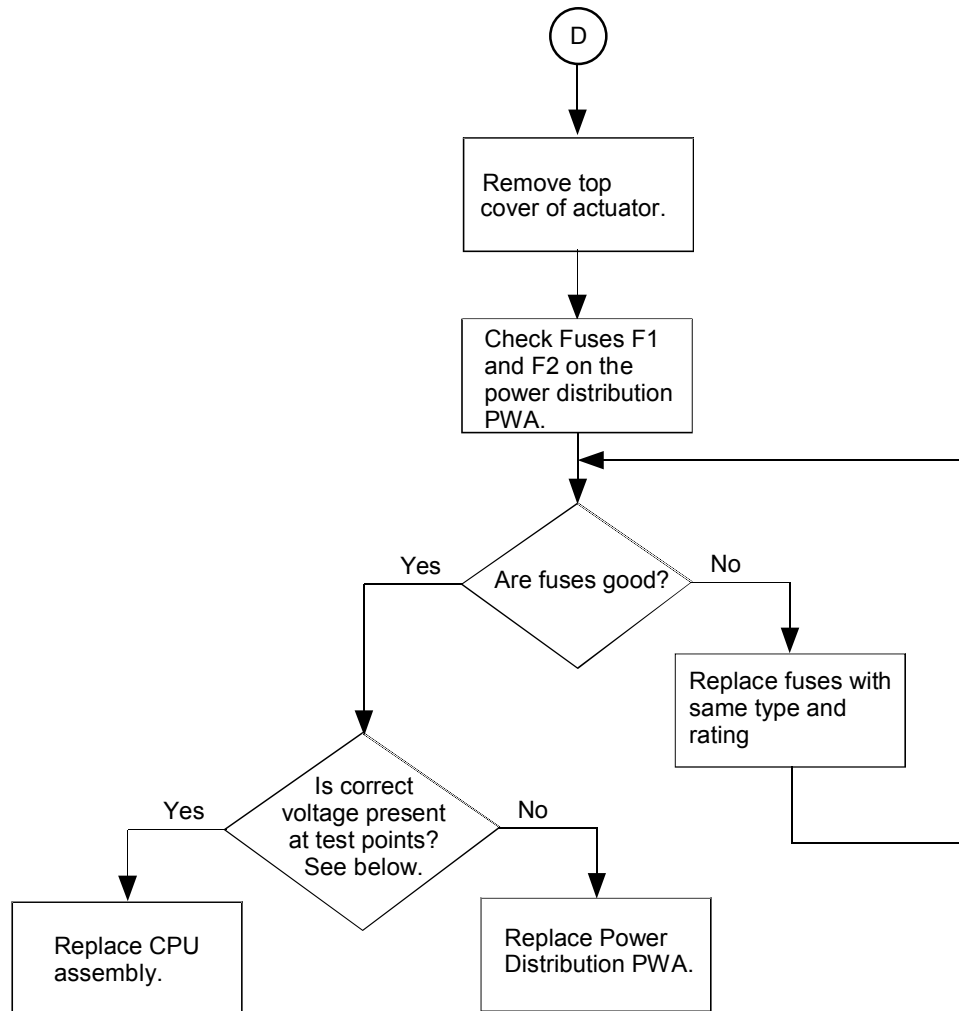 D
Remove top
cover of actuator.
Check Fuses F1
and F2 on the
power distribution
PWA.
Are fuses good?
Yes
No
Replace fuses with
same type and
rating
Is correct
voltage present
at test points?
See below.
Yes
No
Replace CPU
assembly.
Replace Power
Distribution PWA.